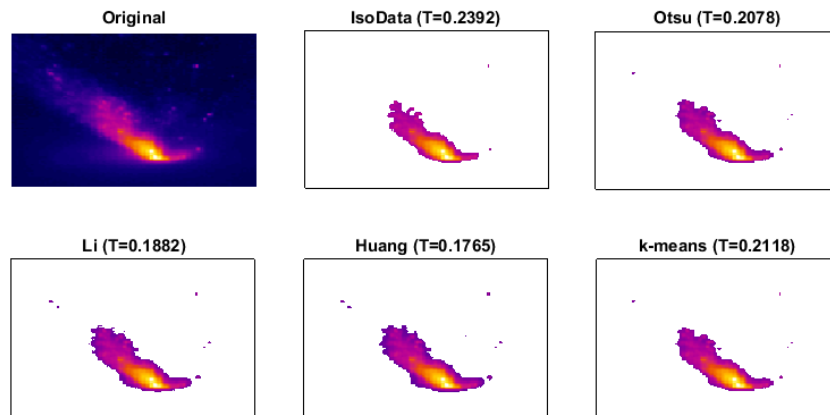 Original
IsoData (T=0.2392)
Otsu (T=0.2078)
Li (T=0.1882)
Huang (T=0.1765)
k-means (T=0.2118)